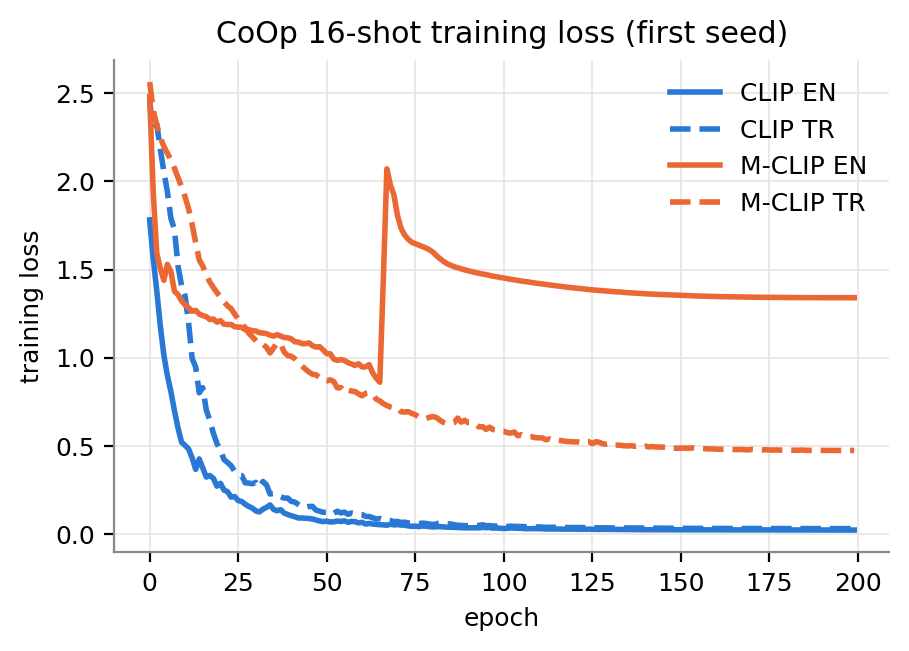 CoOp 16-shot training loss (first seed)
CLIP EN
CLIP TR
M-CLIP EN
M-CLIP TR
training loss
2.5
2.0
1.5
1.0
0.5
0.0
0 25 50 75 100 125 150 175 200
epoch